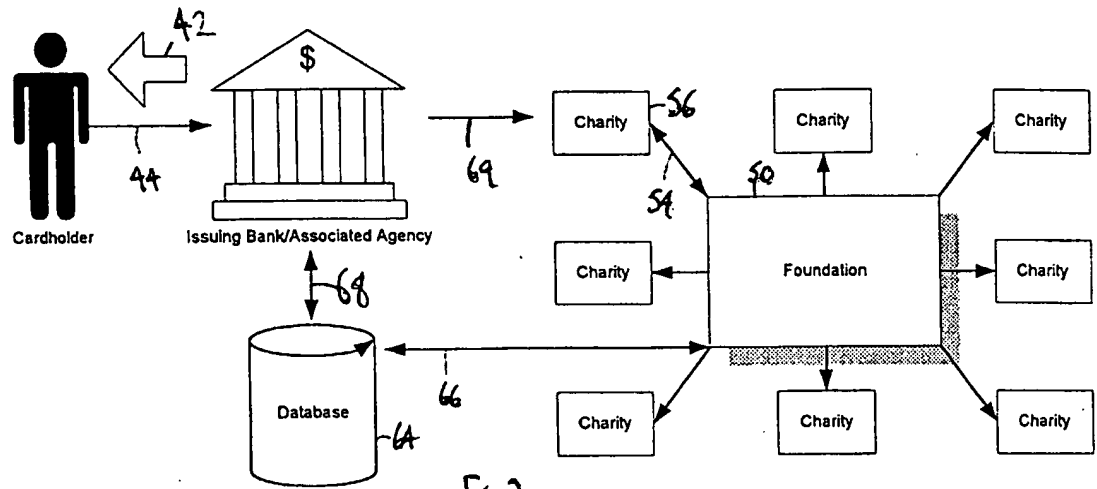 42
$
44
69
Cardholder
Issuing Bank/Associated Agency
Charity
56
Charity
Charity
54
50
68
Charity
Foundation
Charity
66
Database
64
Charity
Charity
Charity